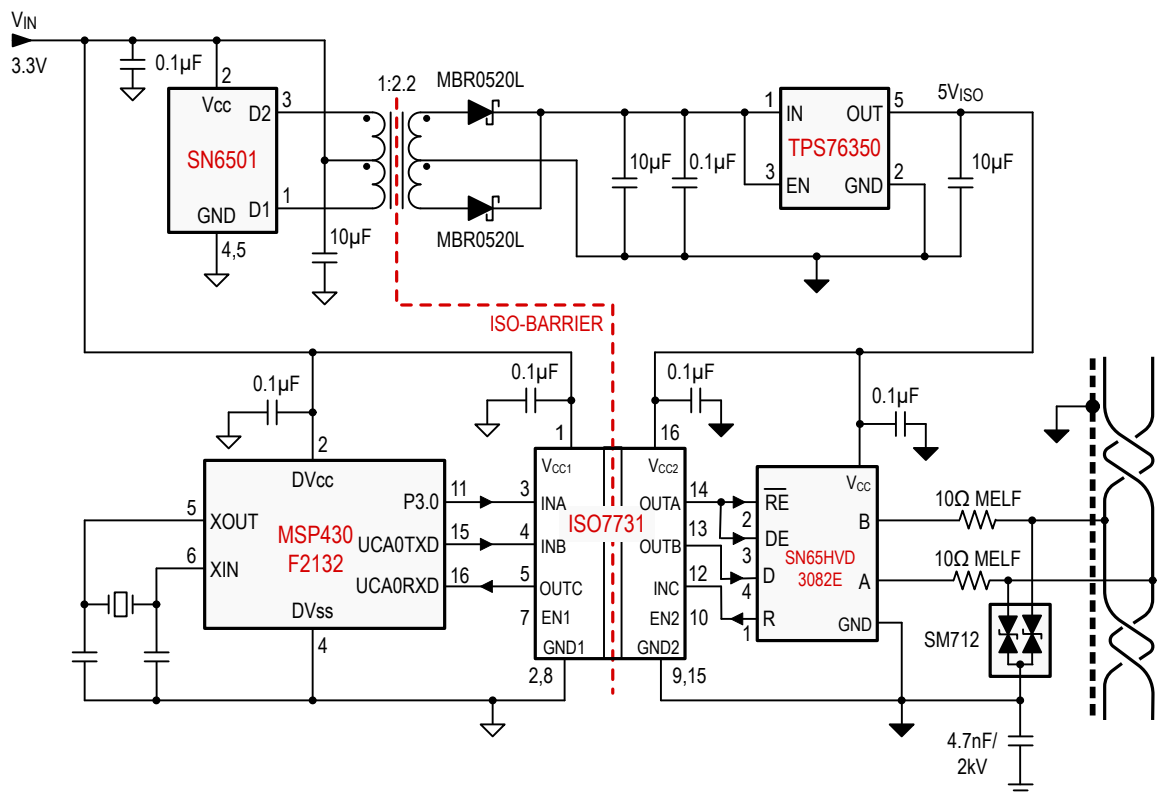 VIN
3.3V
0.1µF
2
Vcc
D2
3
SN6501
D1
1
GND
4,5
10µF
1:2.2
MBR0520L
MBR0520L
10µF
0.1µF
1
IN
OUT
5
TPS76350
3
EN
GND
2
5VISO
10µF
ISO-BARRIER
0.1µF
2
DVcc
P3.0
11
5
XOUT
MSP430
F2132
UCA0TXD
15
6
XIN
UCA0RXD
16
DVss
4
0.1µF
1
VCC1
3
INA
4
INB
5
OUTC
7
EN1
GND1
2,8
ISO7731
0.1µF
16
VCC2
OUTA
14
OUTB
13
INC
12
EN2
10
GND2
9,15
0.1µF
VCC
RE
2
DE
3
D
4
R
1
SN65HVD
3082E
B
A
GND
10Ω MELF
10Ω MELF
SM712
4.7nF/
2kV